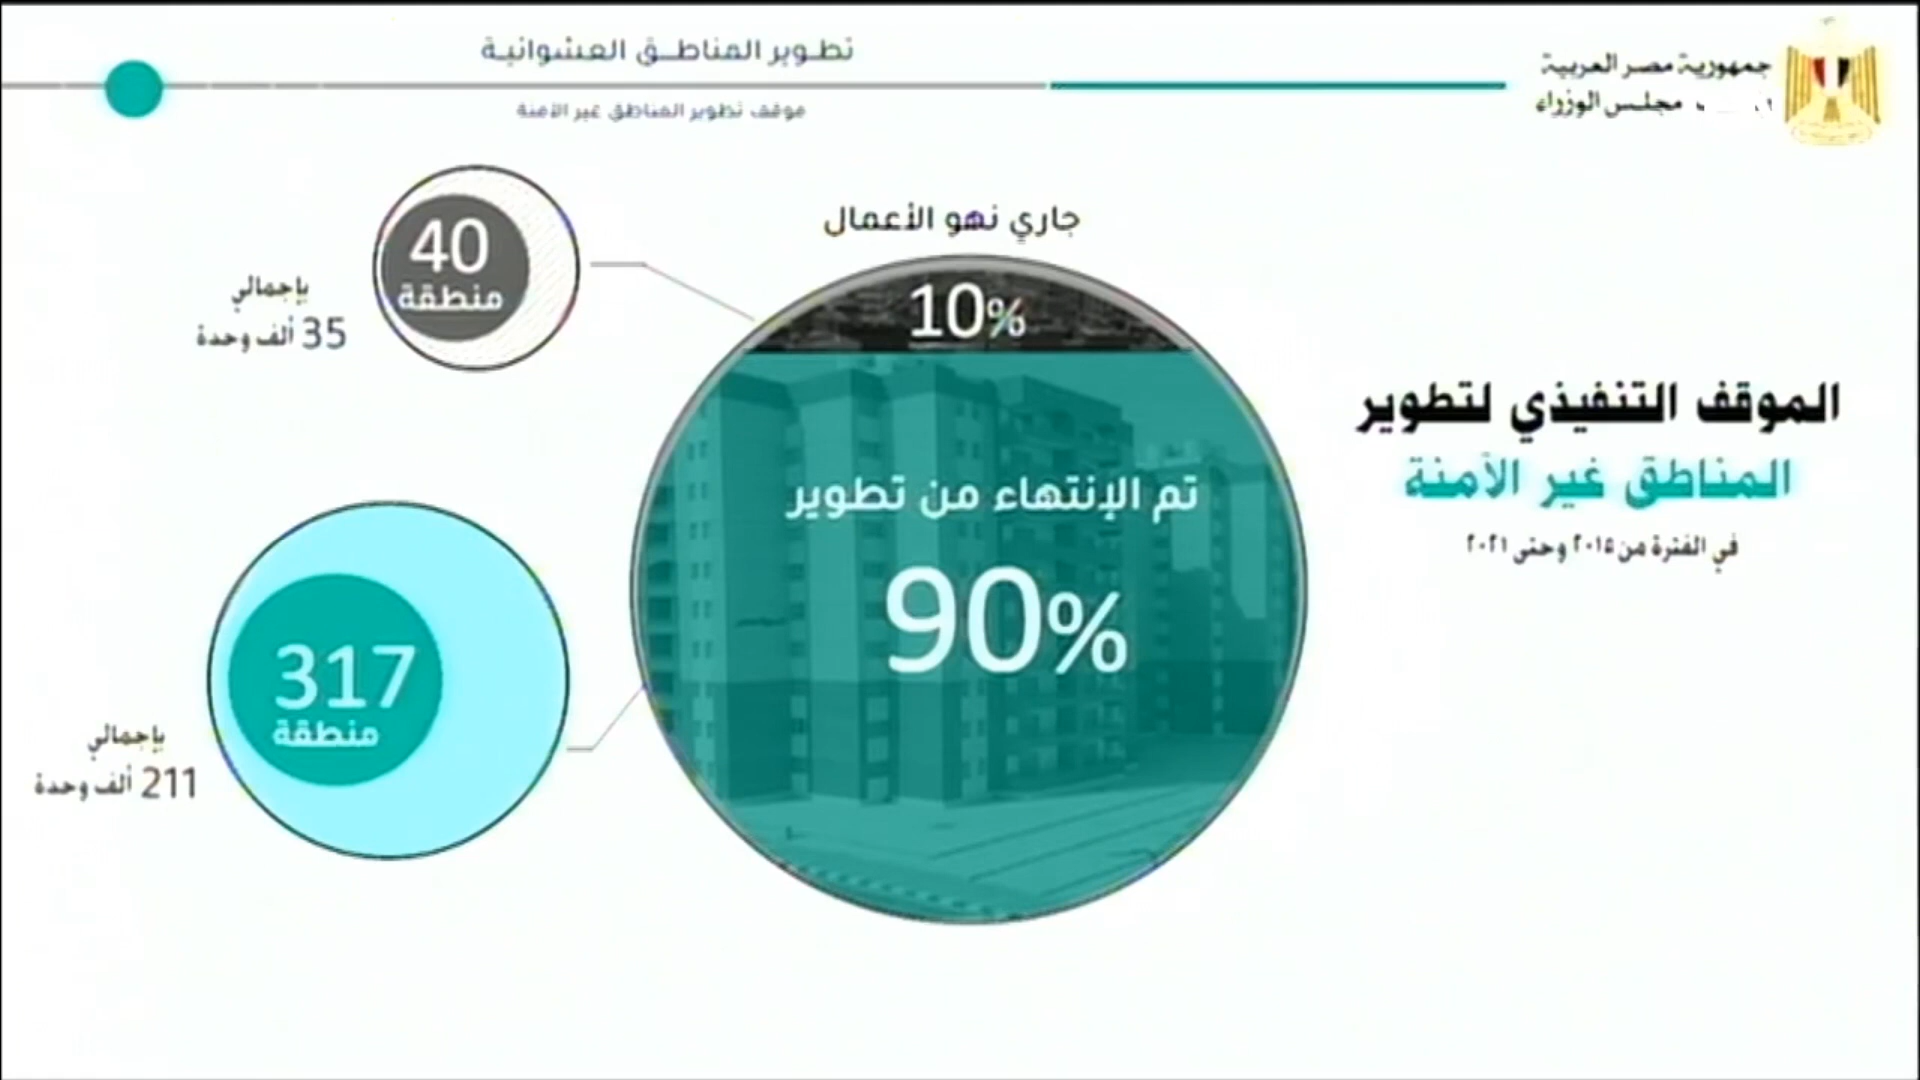 جمهورية مصر العربية
مجلس الوزراء
تطوير المناطق العشوائية
موقف تطوير المناطق غير الآمنة
الموقف التنفيذي لتطوير
المناطق غير الآمنة
في الفترة من ٢٠١٥ وحتى ٢٠٢١
جاري نهو الأعمال
10%
تم الإنتهاء من تطوير
90%
40
منطقة
بإجمالي
35 ألف وحدة
317
منطقة
بإجمالي
211 ألف وحدة